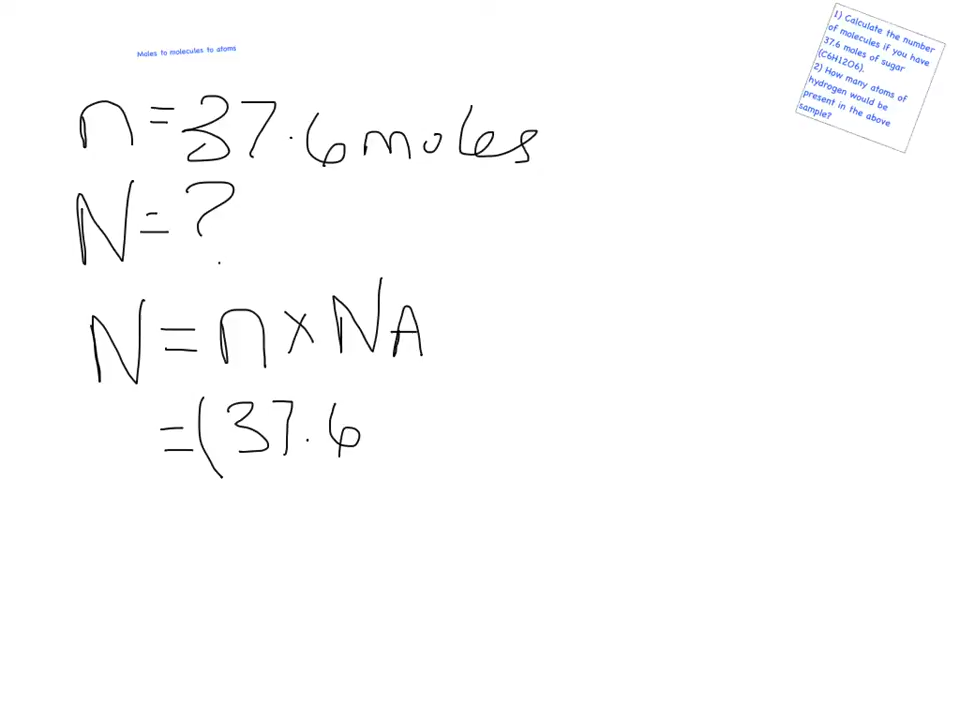 Moles to molecules to atoms
1) Calculate the number
of molecules if you have
37.6 moles of sugar
(C6H12O6).
2) How many atoms of
hydrogen would be
present in the above
sample?
n = 37.6 moles
N = ?
N = n x NA
= (37.6